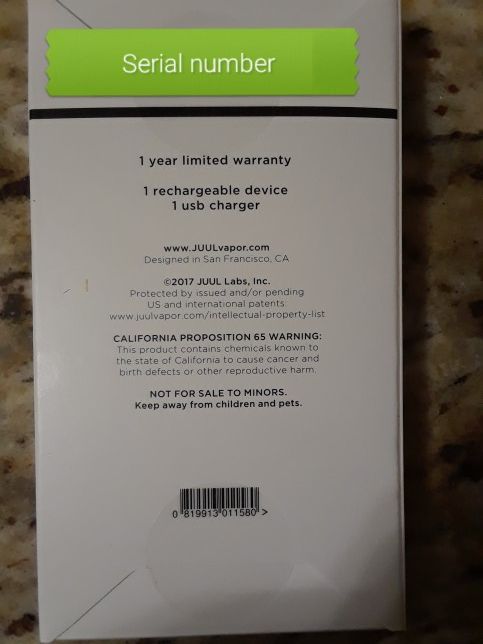 Serial number
1 year limited warranty
1 rechargeable device
1 usb charger
www.JUULvapor.com
Designed in San Francisco, CA
©2017 JUUL Labs, Inc.
Protected by issued and/or pending
US and international patents.
www.juulvapor.com/intellectual-property-list
CALIFORNIA PROPOSITION 65 WARNING:
This product contains chemicals known to
the state of California to cause cancer and
birth defects or other reproductive harm.
NOT FOR SALE TO MINORS.
Keep away from children and pets.
0 819913 011580 >